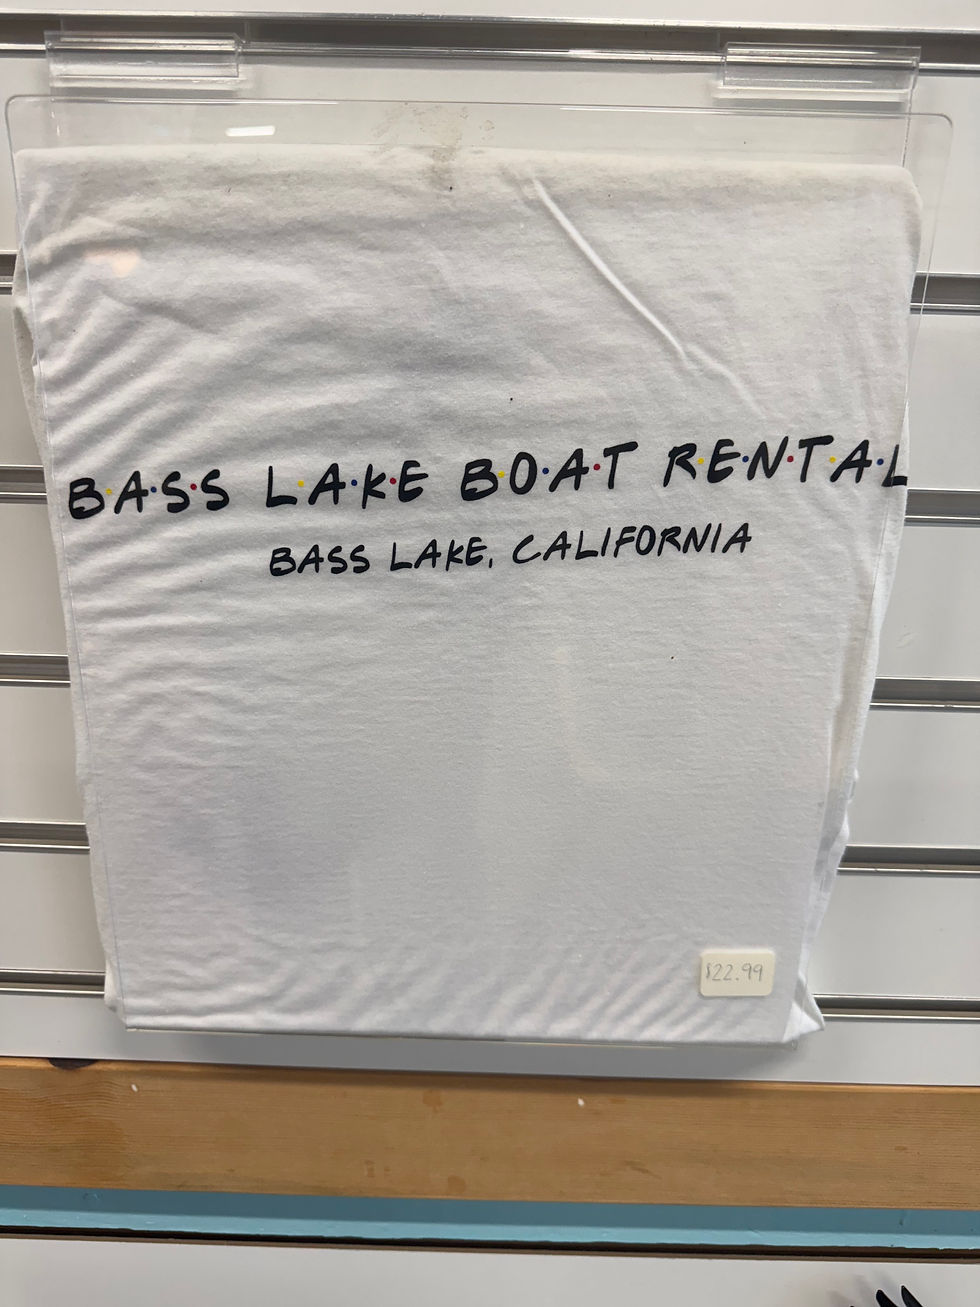 B·A·S·S L·A·K·E B·O·A·T R·E·N·T·A·L
BASS LAKE, CALIFORNIA
$22.99